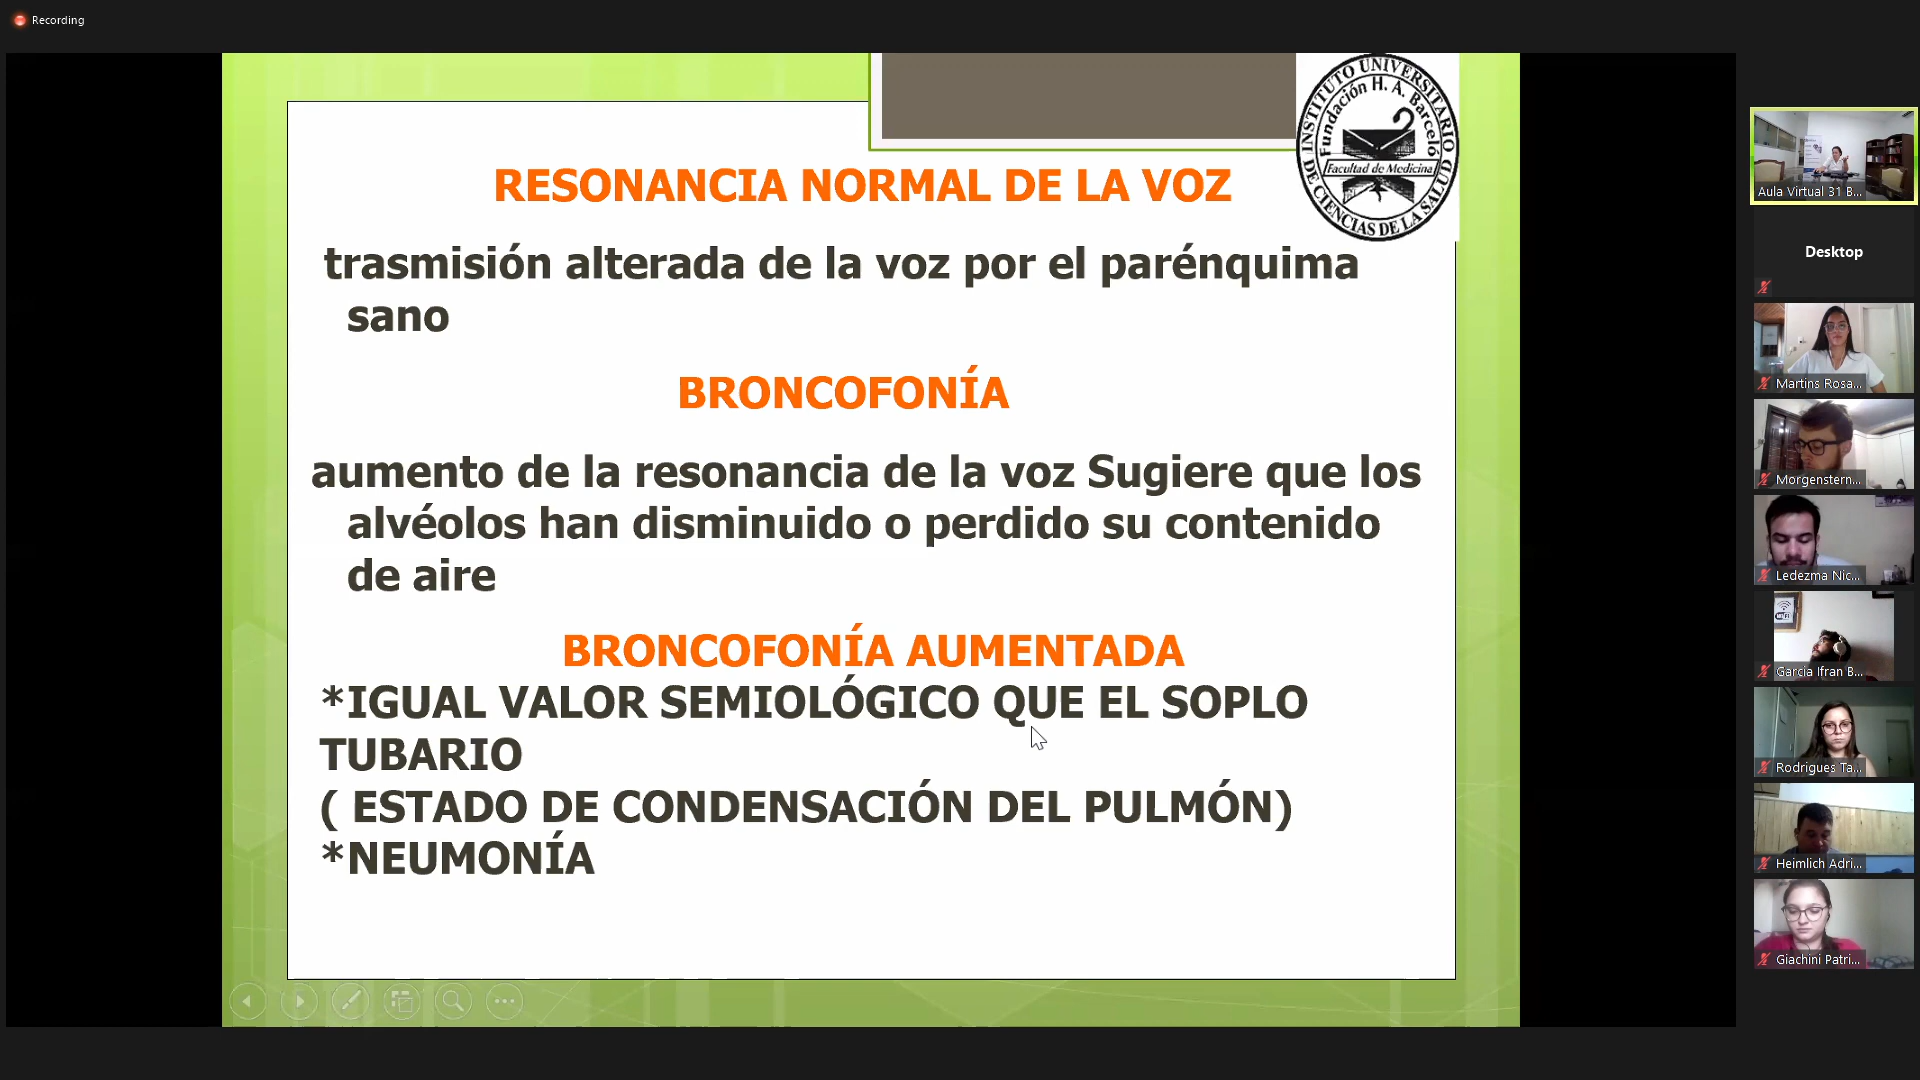 Recording
INSTITUTO UNIVERSITARIO
DE CIENCIAS DE LA SALUD
Fundación H. A. Barceló
Facultad de Medicina
RESONANCIA NORMAL DE LA VOZ
trasmisión alterada de la voz por el parénquima
sano
BRONCOFONÍA
aumento de la resonancia de la voz Sugiere que los
alvéolos han disminuido o perdido su contenido
de aire
BRONCOFONÍA AUMENTADA
*IGUAL VALOR SEMIOLÓGICO QUE EL SOPLO
TUBARIO
( ESTADO DE CONDENSACIÓN DEL PULMÓN)
*NEUMONÍA
Aula Virtual 31 B...
Desktop
Martins Rosa...
Morgenstern...
Ledezma Nic...
Garcia Ifran B...
Rodrigues Ta...
Heimlich Adri...
Giachini Patri...